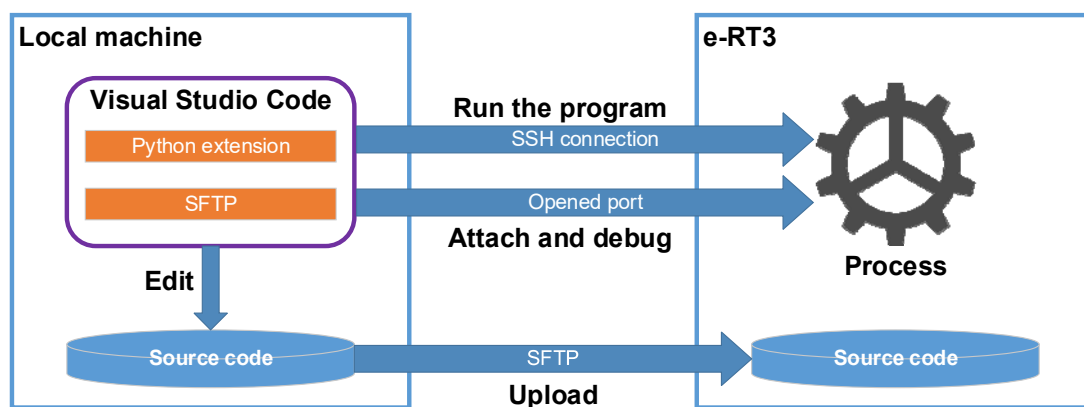 Local machine
e-RT3
Visual Studio Code
Python extension
SFTP
Run the program
SSH connection
Opened port
Attach and debug
Process
Edit
Source code
SFTP
Upload
Source code